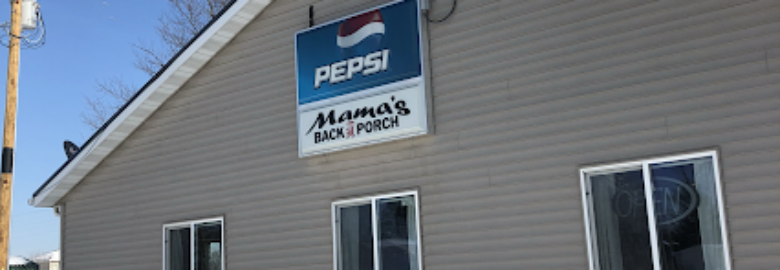 PEPSI
Mama's
BACK PORCH
OPEN